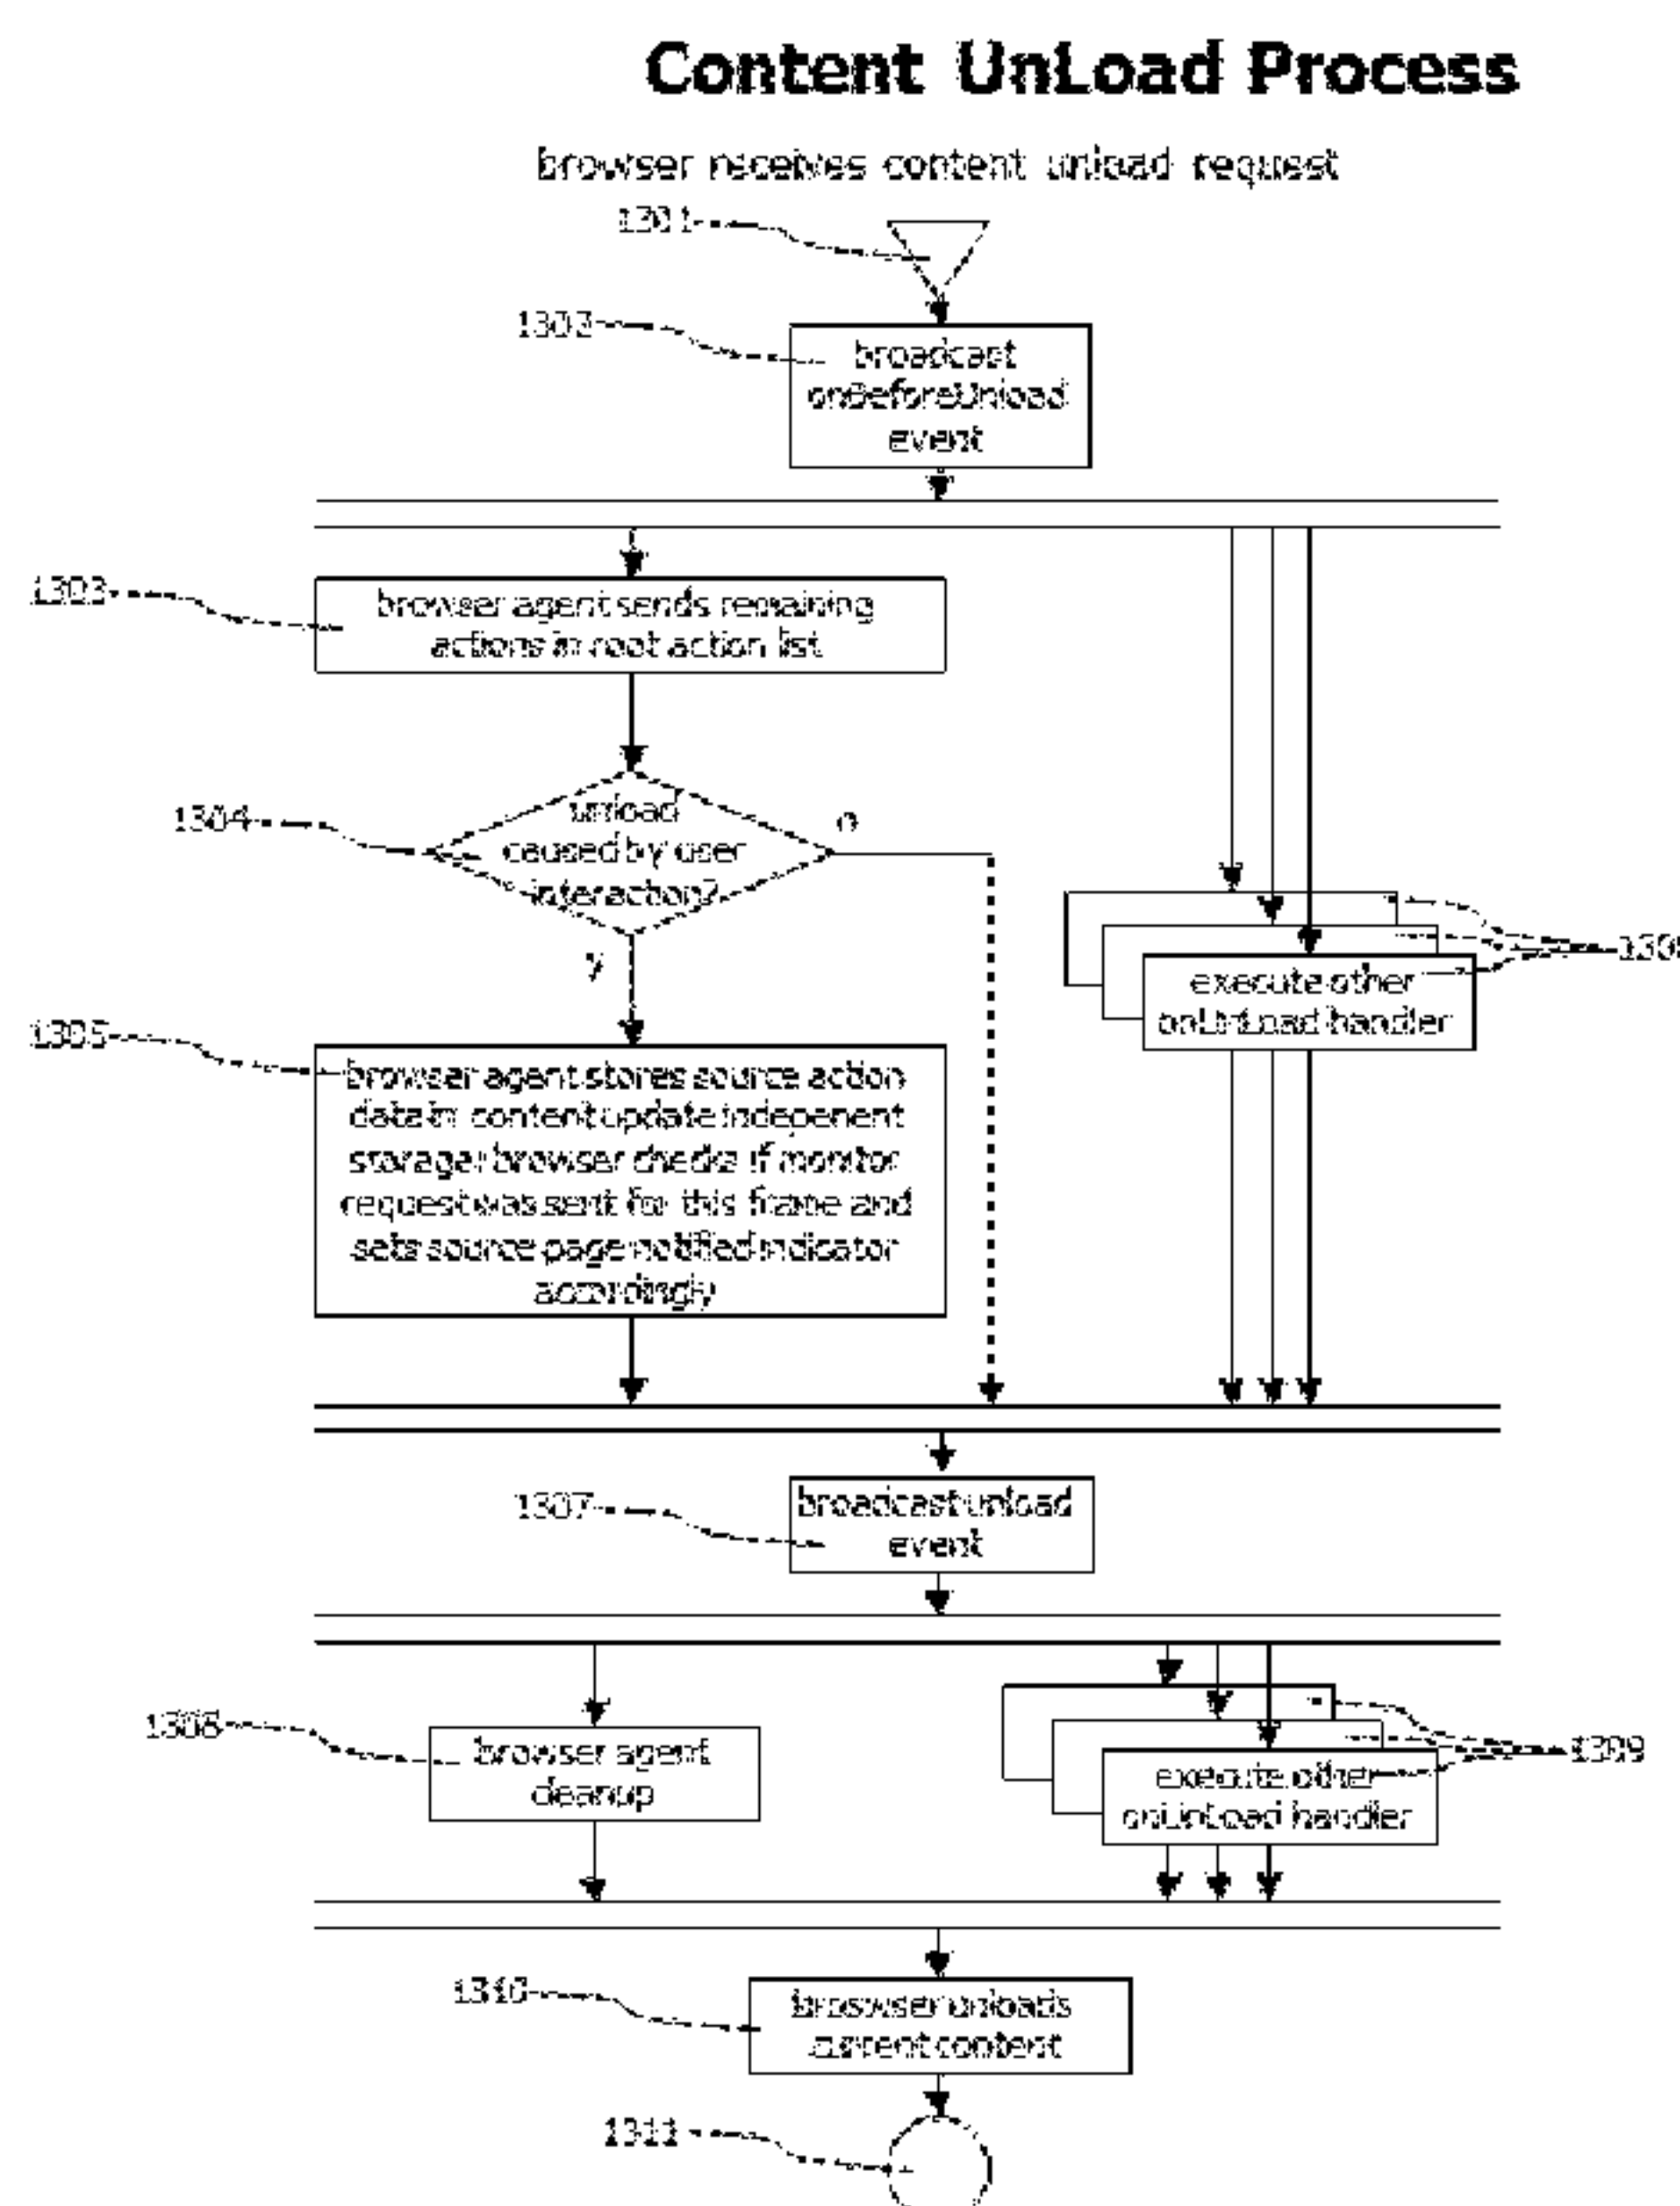 Content UnLoad Process
browser receives content unload request
1301
1302
broadcast
onBeforeUnload
event
1303
browser agent sends remaining
actions in root action list
1304
unload
caused by user
interaction?
n
y
execute other
onUnLoad handler
1305
browser agent stores source action
data in content update indepenent
storage browser checks if monitor
request was sent for this frame and
sets source page notified indicator
accordingly
1307
broadcast unload
event
1308
browser agent
cleanup
1309
execute other
onUnLoad handler
1310
broswser unloads
current content
1311